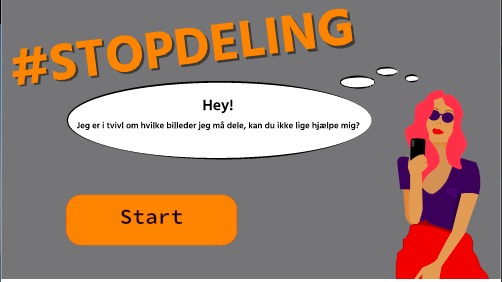 #STOPDELING
Hey!
Jeg er i tvivl om hvilke billeder jeg må dele, kan du ikke lige hjælpe mig?
Start